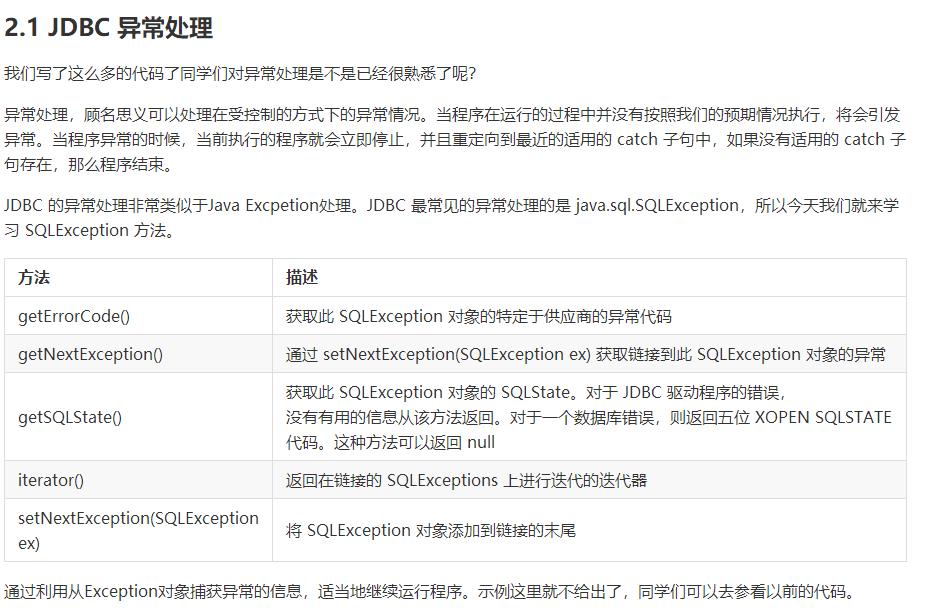 2.1 JDBC 异常处理
我们写了这么多的代码了同学们对异常处理是不是已经很熟悉了呢？
异常处理，顾名思义可以处理在受控制的方式下的异常情况。当程序在运行的过程中并没有按照我们的预期情况执行，将会引发
异常。当程序异常的时候，当前执行的程序就会立即停止，并且重定向到最近的适用的 catch 子句中，如果没有适用的 catch 子
句存在，那么程序结束。
JDBC 的异常处理非常类似于Java Excpetion处理。JDBC 最常见的异常处理的是 java.sql.SQLException，所以今天我们就来学
习 SQLException 方法。
方法 描述
getErrorCode() 获取此 SQLException 对象的特定于供应商的异常代码
getNextException() 通过 setNextException(SQLException ex) 获取链接到此 SQLException 对象的异常
getSQLState() 获取此 SQLException 对象的 SQLState。对于 JDBC 驱动程序的错误，
没有有用的信息从该方法返回。对于一个数据库错误，则返回五位 XOPEN SQLSTATE
代码。这种方法可以返回 null
iterator() 返回在链接的 SQLExceptions 上进行迭代的迭代器
setNextException(SQLException
ex) 将 SQLException 对象添加到链接的末尾
通过利用从Exception对象捕获异常的信息，适当地继续运行程序。示例这里就不给出了，同学们可以去参看以前的代码。